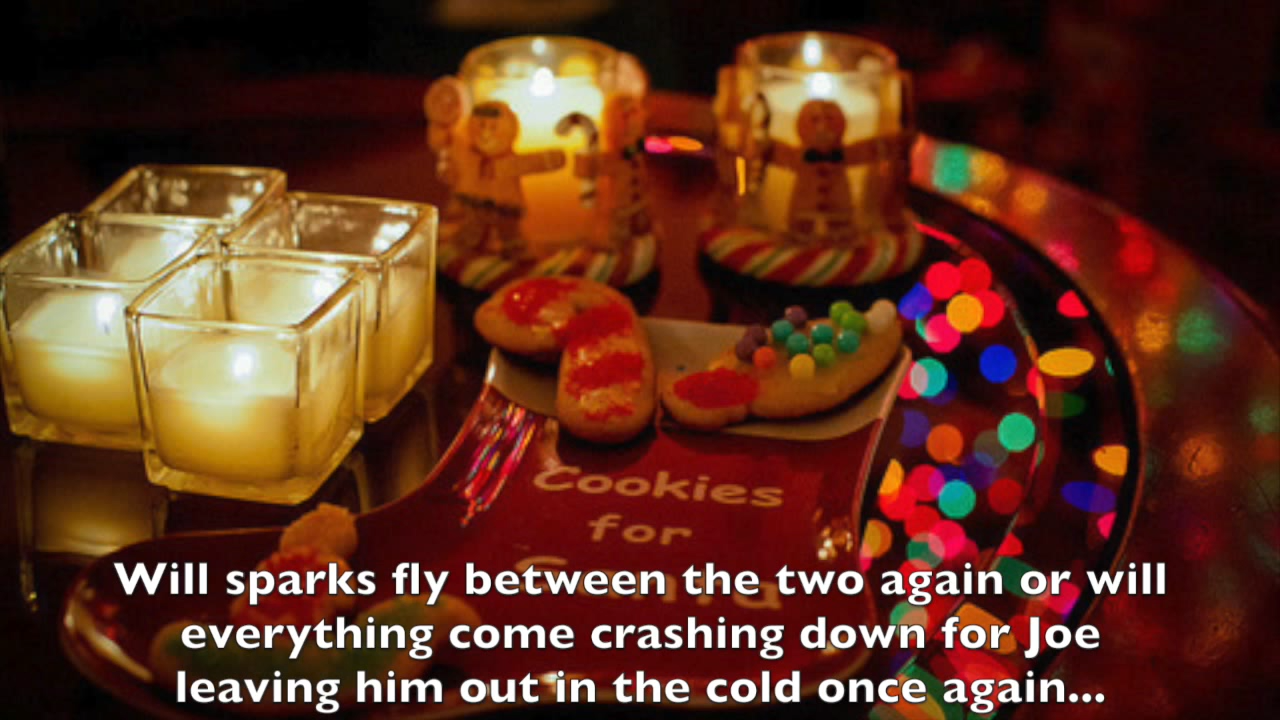 Cookies
for
Will sparks fly between the two again or will
everything come crashing down for Joe
leaving him out in the cold once again...